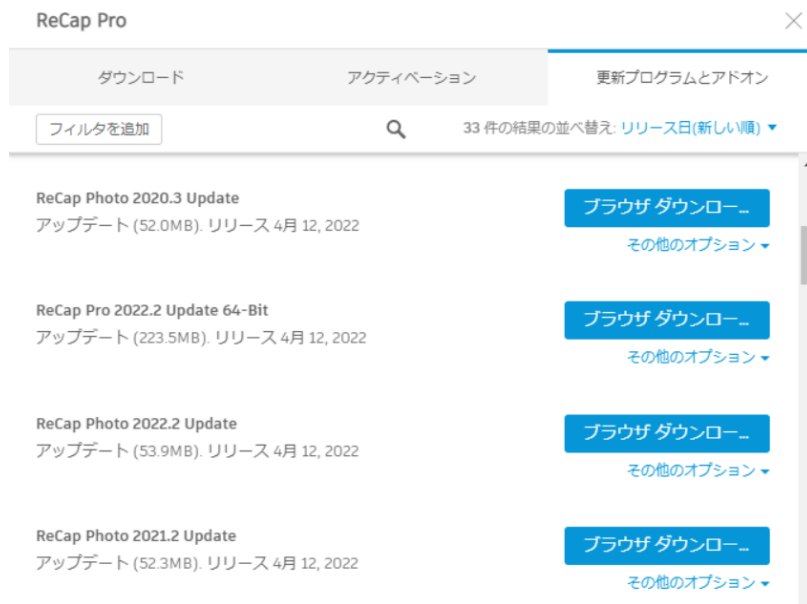 ReCap Pro
ダウンロード アクティベーション 更新プログラムとアドオン
フィルタを追加 33 件の結果の並べ替え: リリース日(新しい順)
ReCap Photo 2020.3 Update
アップデート (52.0MB). リリース 4月 12, 2022
ブラウザ ダウンロー...
その他のオプション
ReCap Pro 2022.2 Update 64-Bit
アップデート (223.5MB). リリース 4月 12, 2022
ブラウザ ダウンロー...
その他のオプション
ReCap Photo 2022.2 Update
アップデート (53.9MB). リリース 4月 12, 2022
ブラウザ ダウンロー...
その他のオプション
ReCap Photo 2021.2 Update
アップデート (52.3MB). リリース 4月 12, 2022
ブラウザ ダウンロー...
その他のオプション